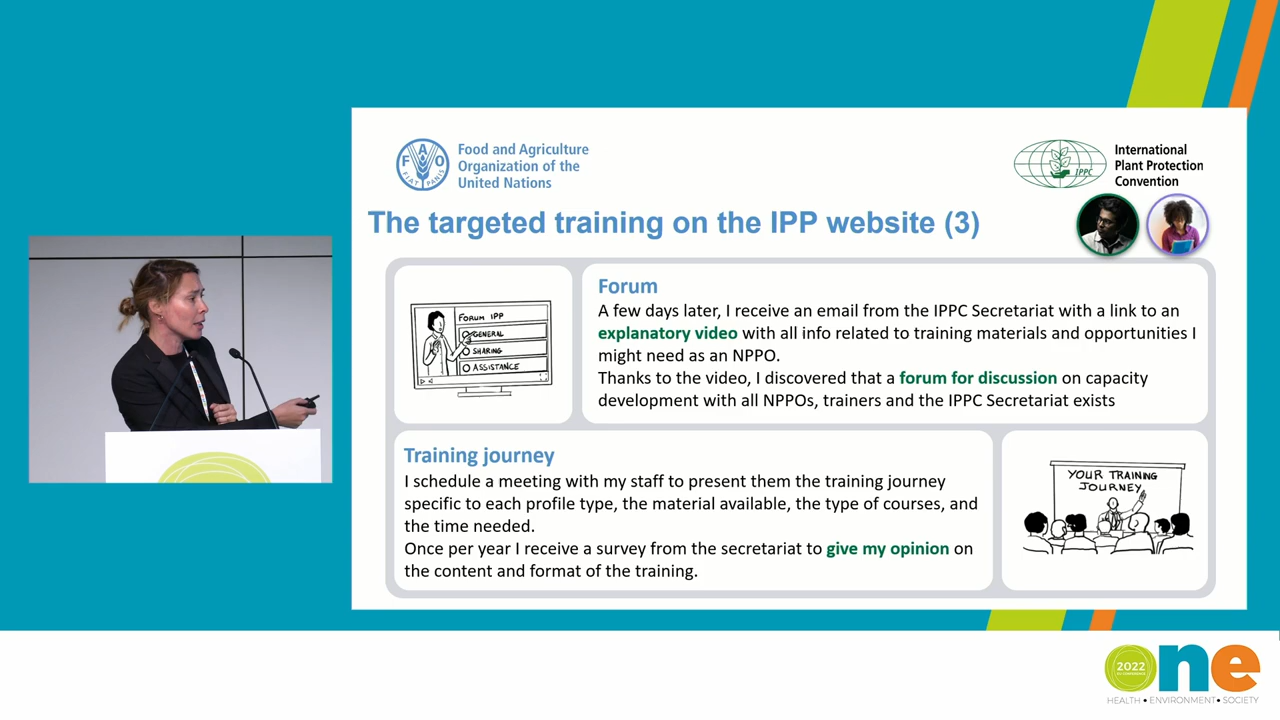 FAO
FIAT PANIS
Food and Agriculture
Organization of the
United Nations
IPPC
International
Plant Protection
Convention
The targeted training on the IPP website (3)
FORUM IPP
GENERAL
SHARING
ASSISTANCE
Forum
A few days later, I receive an email from the IPPC Secretariat with a link to an
explanatory video with all info related to training materials and opportunities I
might need as an NPPO.
Thanks to the video, I discovered that a forum for discussion on capacity
development with all NPPOs, trainers and the IPPC Secretariat exists
Training journey
I schedule a meeting with my staff to present them the training journey
specific to each profile type, the material available, the type of courses, and
the time needed.
Once per year I receive a survey from the secretariat to give my opinion on
the content and format of the training.
YOUR TRAINING
JOURNEY
2022
one
HEALTH • ENVIRONMENT • SOCIETY